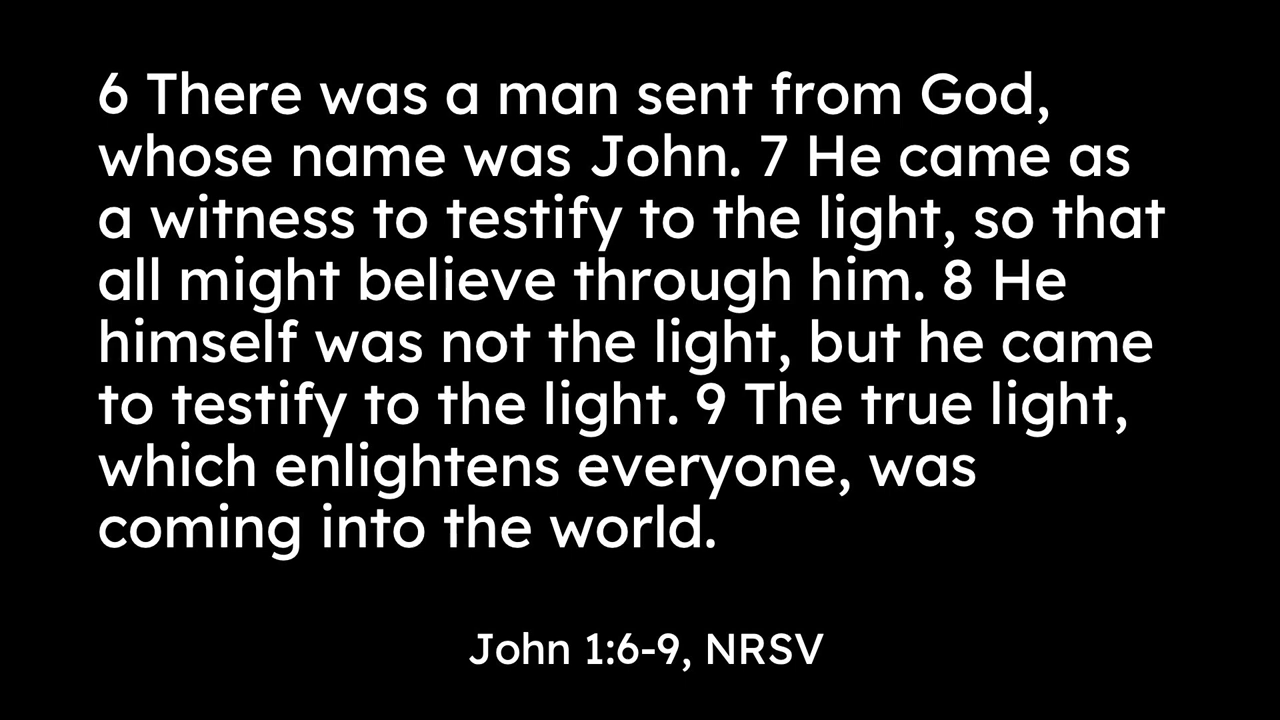 6 There was a man sent from God,
whose name was John. 7 He came as
a witness to testify to the light, so that
all might believe through him. 8 He
himself was not the light, but he came
to testify to the light. 9 The true light,
which enlightens everyone, was
coming into the world.
John 1:6-9, NRSV